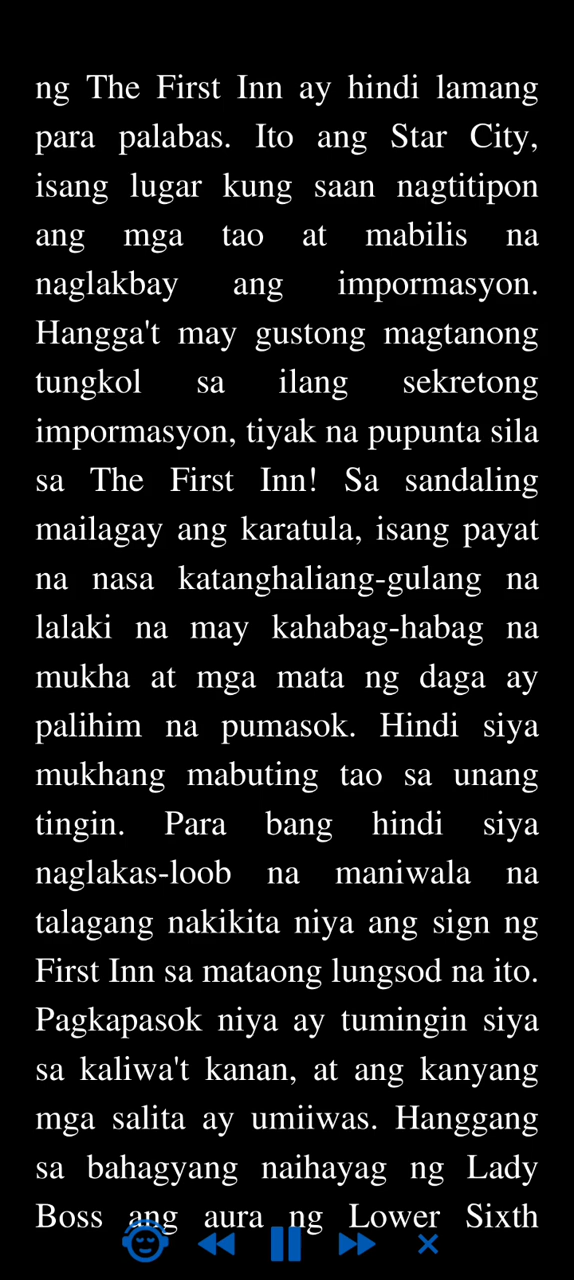 ng The First Inn ay hindi lamang
para palabas. Ito ang Star City,
isang lugar kung saan nagtitipon
ang mga tao at mabilis na
naglakbay ang impormasyon.
Hangga't may gustong magtanong
tungkol sa ilang sekretong
impormasyon, tiyak na pupunta sila
sa The First Inn! Sa sandaling
mailagay ang karatula, isang payat
na nasa katanghaliang-gulang na
lalaki na may kahabag-habag na
mukha at mga mata ng daga ay
palihim na pumasok. Hindi siya
mukhang mabuting tao sa unang
tingin. Para bang hindi siya
naglakas-loob na maniwala na
talagang nakikita niya ang sign ng
First Inn sa mataong lungsod na ito.
Pagkapasok niya ay tumingin siya
sa kaliwa't kanan, at ang kanyang
mga salita ay umiiwas. Hanggang
sa bahagyang naihayag ng Lady
Boss ang aura ng Lower Sixth